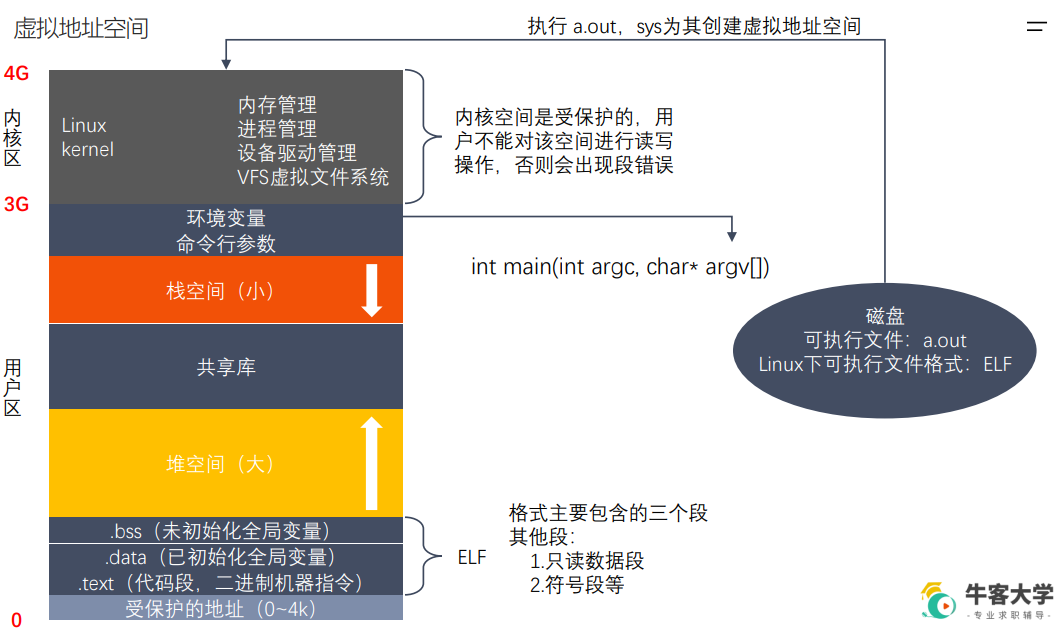 虚拟地址空间
执行 a.out，sys为其创建虚拟地址空间
4G
内核区
Linux
kernel
内存管理
进程管理
设备驱动管理
VFS虚拟文件系统
内核空间是受保护的，用
户不能对该空间进行读写
操作，否则会出现段错误
3G
环境变量
命令行参数
int main(int argc, char* argv[])
栈空间（小）
磁盘
可执行文件：a.out
Linux下可执行文件格式：ELF
共享库
用户区
堆空间（大）
.bss（未初始化全局变量）
.data（已初始化全局变量）
.text（代码段，二进制机器指令）
受保护的地址（0~4k）
0
ELF
格式主要包含的三个段
其他段：
1.只读数据段
2.符号段等
牛客大学
-专业求职辅导-